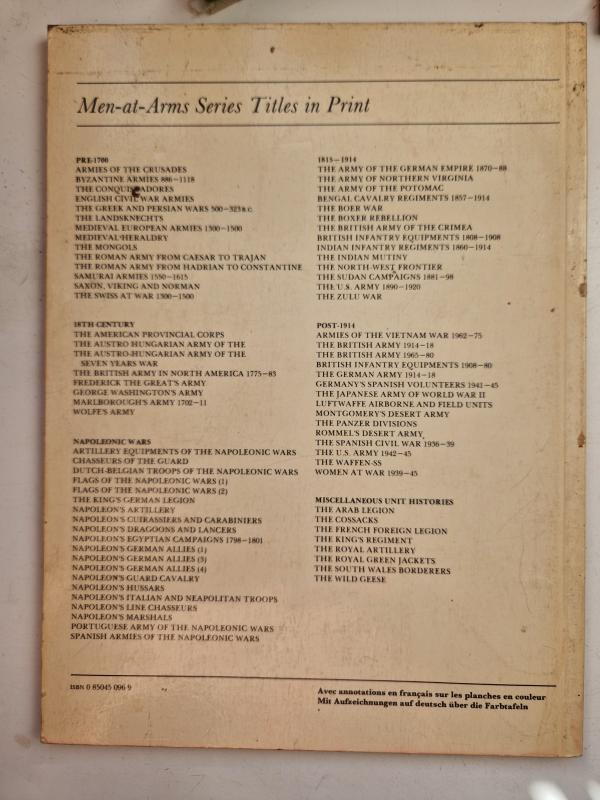 Men-at-Arms Series Titles in Print
PRE-1700
ARMIES OF THE CRUSADES
BYZANTINE ARMIES 886–1118
THE CONQUISTADORES
ENGLISH CIVIL WAR ARMIES
THE GREEK AND PERSIAN WARS 500–323 B.C.
THE LANDSKNECHTS
MEDIEVAL EUROPEAN ARMIES 1300–1500
MEDIEVAL HERALDRY
THE MONGOLS
THE ROMAN ARMY FROM CAESAR TO TRAJAN
THE ROMAN ARMY FROM HADRIAN TO CONSTANTINE
SAMURAI ARMIES 1550–1615
SAXON, VIKING AND NORMAN
THE SWISS AT WAR 1300–1500
18TH CENTURY
THE AMERICAN PROVINCIAL CORPS
THE AUSTRO HUNGARIAN ARMY OF THE
THE AUSTRO-HUNGARIAN ARMY OF THE
SEVEN YEARS WAR
THE BRITISH ARMY IN NORTH AMERICA 1775–83
FREDERICK THE GREAT'S ARMY
GEORGE WASHINGTON'S ARMY
MARLBOROUGH'S ARMY 1702–11
WOLFE'S ARMY
NAPOLEONIC WARS
ARTILLERY EQUIPMENTS OF THE NAPOLEONIC WARS
CHASSEURS OF THE GUARD
DUTCH-BELGIAN TROOPS OF THE NAPOLEONIC WARS
FLAGS OF THE NAPOLEONIC WARS (1)
FLAGS OF THE NAPOLEONIC WARS (2)
THE KING'S GERMAN LEGION
NAPOLEON'S ARTILLERY
NAPOLEON'S CUIRASSIERS AND CARABINIERS
NAPOLEON'S DRAGOONS AND LANCERS
NAPOLEON'S EGYPTIAN CAMPAIGNS 1798–1801
NAPOLEON'S GERMAN ALLIES (1)
NAPOLEON'S GERMAN ALLIES (3)
NAPOLEON'S GERMAN ALLIES (4)
NAPOLEON'S GUARD CAVALRY
NAPOLEON'S HUSSARS
NAPOLEON'S ITALIAN AND NEAPOLITAN TROOPS
NAPOLEON'S LINE CHASSEURS
NAPOLEON'S MARSHALS
PORTUGUESE ARMY OF THE NAPOLEONIC WARS
SPANISH ARMIES OF THE NAPOLEONIC WARS
1815–1914
THE ARMY OF THE GERMAN EMPIRE 1870–88
THE ARMY OF NORTHERN VIRGINIA
THE ARMY OF THE POTOMAC
BENGAL CAVALRY REGIMENTS 1857–1914
THE BOER WAR
THE BOXER REBELLION
THE BRITISH ARMY OF THE CRIMEA
BRITISH INFANTRY EQUIPMENTS 1808–1908
INDIAN INFANTRY REGIMENTS 1860–1914
THE INDIAN MUTINY
THE NORTH-WEST FRONTIER
THE SUDAN CAMPAIGNS 1881–98
THE U.S. ARMY 1890–1920
THE ZULU WAR
POST-1914
ARMIES OF THE VIETNAM WAR 1962–75
THE BRITISH ARMY 1914–18
THE BRITISH ARMY 1965–80
BRITISH INFANTRY EQUIPMENTS 1908–80
THE GERMAN ARMY 1914–18
GERMANY'S SPANISH VOLUNTEERS 1941–45
THE JAPANESE ARMY OF WORLD WAR II
LUFTWAFFE AIRBORNE AND FIELD UNITS
MONTGOMERY'S DESERT ARMY
THE PANZER DIVISIONS
ROMMEL'S DESERT ARMY
THE SPANISH CIVIL WAR 1936–39
THE U.S. ARMY 1942–45
THE WAFFEN-SS
WOMEN AT WAR 1939–45
MISCELLANEOUS UNIT HISTORIES
THE ARAB LEGION
THE COSSACKS
THE FRENCH FOREIGN LEGION
THE KING'S REGIMENT
THE ROYAL ARTILLERY
THE ROYAL GREEN JACKETS
THE SOUTH WALES BORDERERS
THE WILD GEESE
ISBN 0 85045 096 9
Avec annotations en français sur les planches en couleur
Mit Aufzeichnungen auf deutsch über die Farbtafeln